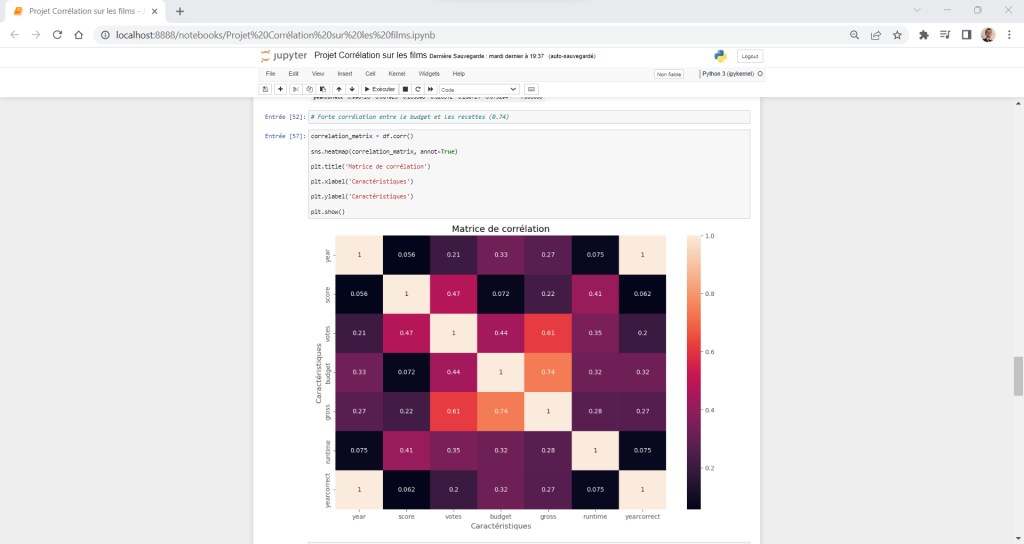 Projet Corrélation sur les films - J
localhost:8888/notebooks/Projet%20Corrélation%20sur%20les%20films.ipynb
jupyter Projet Corrélation sur les films Dernière Sauvegarde : mardi dernier à 19:37 (auto-sauvegardé) Logout
File Edit View Insert Cell Kernel Widgets Help Non fiable Python 3 (ipykernel)
Exécuter Code
Entrée [52]: # Forte corrélation entre le budget et les recettes (0.74)
Entrée [57]: correlation_matrix = df.corr()
sns.heatmap(correlation_matrix, annot=True)
plt.title('Matrice de corrélation')
plt.xlabel('Caractéristiques')
plt.ylabel('Caractéristiques')
plt.show()
Matrice de corrélation
year 1 0.056 0.21 0.33 0.27 0.075 1
score 0.056 1 0.47 0.072 0.22 0.41 0.062
votes 0.21 0.47 1 0.44 0.61 0.35 0.2
budget 0.33 0.072 0.44 1 0.74 0.32 0.32
gross 0.27 0.22 0.61 0.74 1 0.28 0.27
runtime 0.075 0.41 0.35 0.32 0.28 1 0.075
yearcorrect 1 0.062 0.2 0.32 0.27 0.075 1
year score votes budget gross runtime yearcorrect
Caractéristiques
Caractéristiques
1.0
0.8
0.6
0.4
0.2